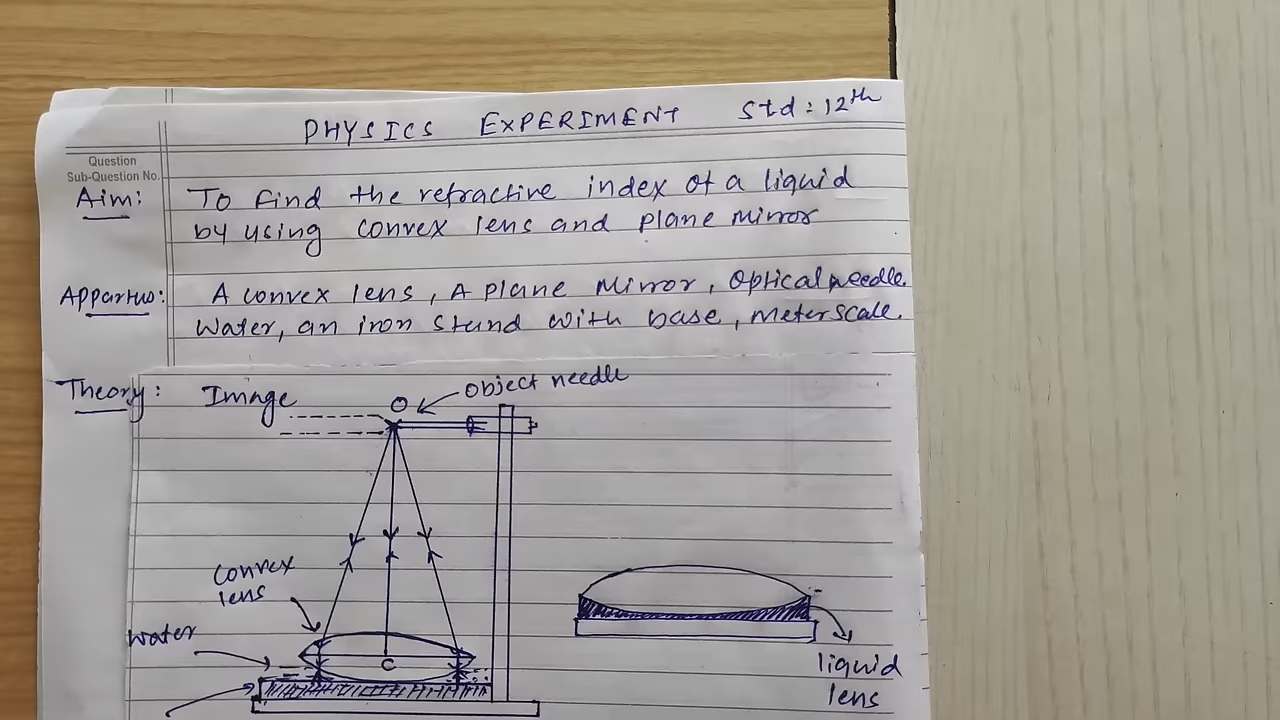 PHYSICS EXPERIMENT Std: 12th
Question
Sub-Question No.
Aim: To find the refractive index of a liquid
by using convex lens and plane mirror
Appartus: A convex lens, A plane mirror, Optical needle.
Water, an iron stand with base, meter scale.
Theory: Image
O
object needle
convex
lens
water
C
liquid
lens